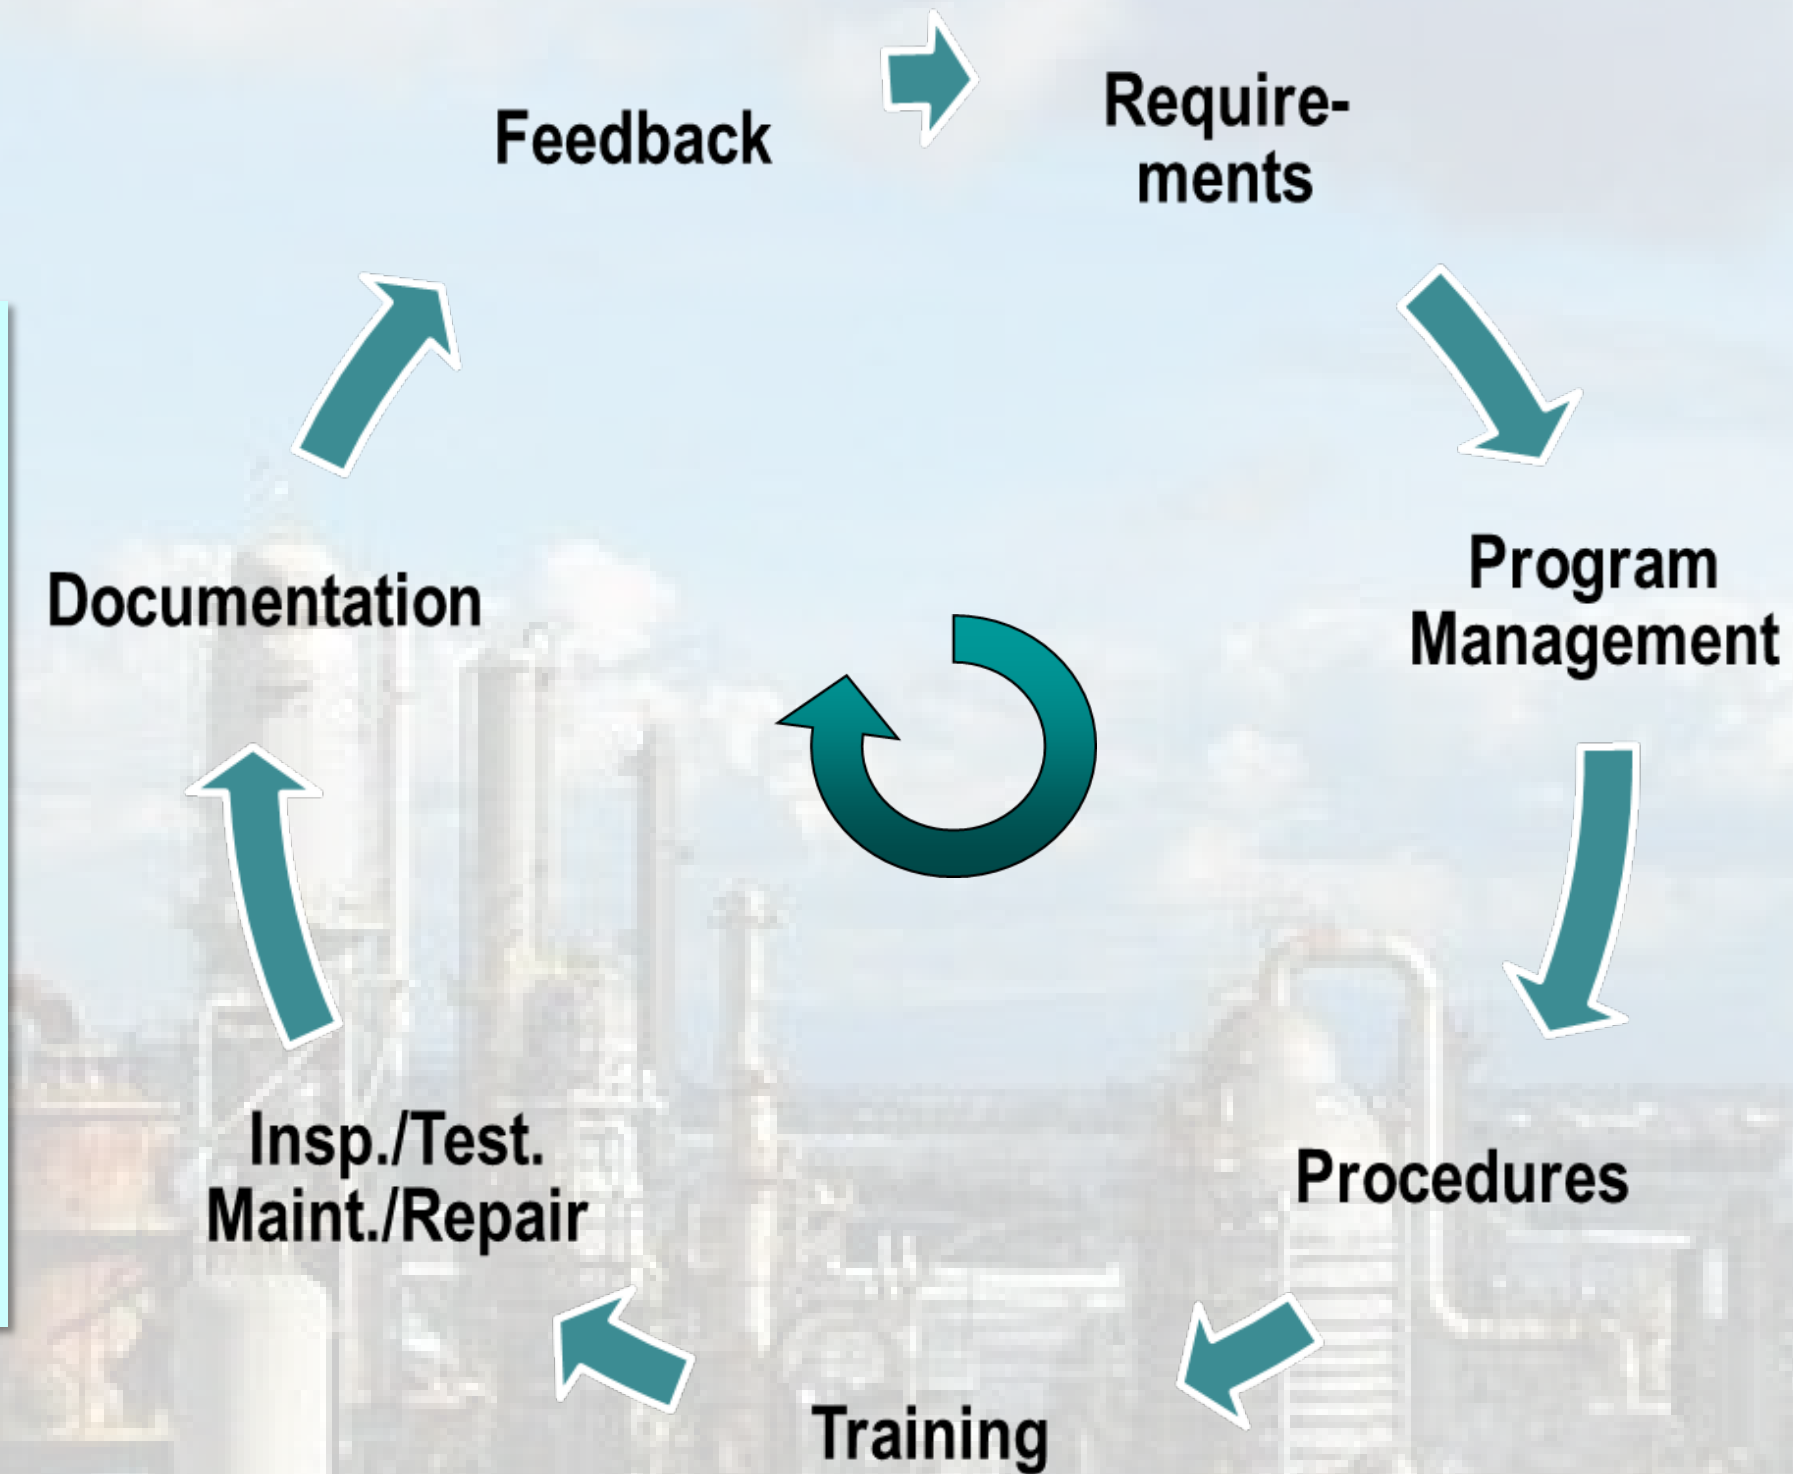 Feedback
Require-
ments
Program
Management
Procedures
Training
Insp./Test.
Maint./Repair
Documentation